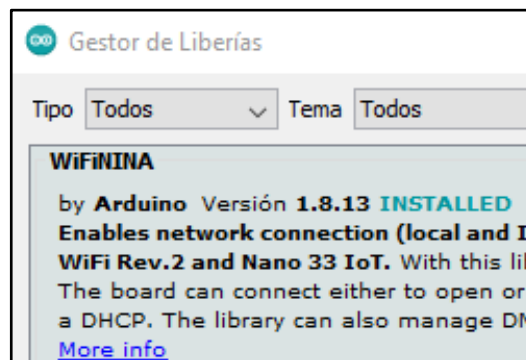 Gestor de Liberías
Tipo Todos Tema Todos
WiFiNINA
by Arduino Versión 1.8.13 INSTALLED
Enables network connection (local and
WiFi Rev.2 and Nano 33 IoT. With this
The board can connect either to open or
a DHCP. The library can also manage
More info